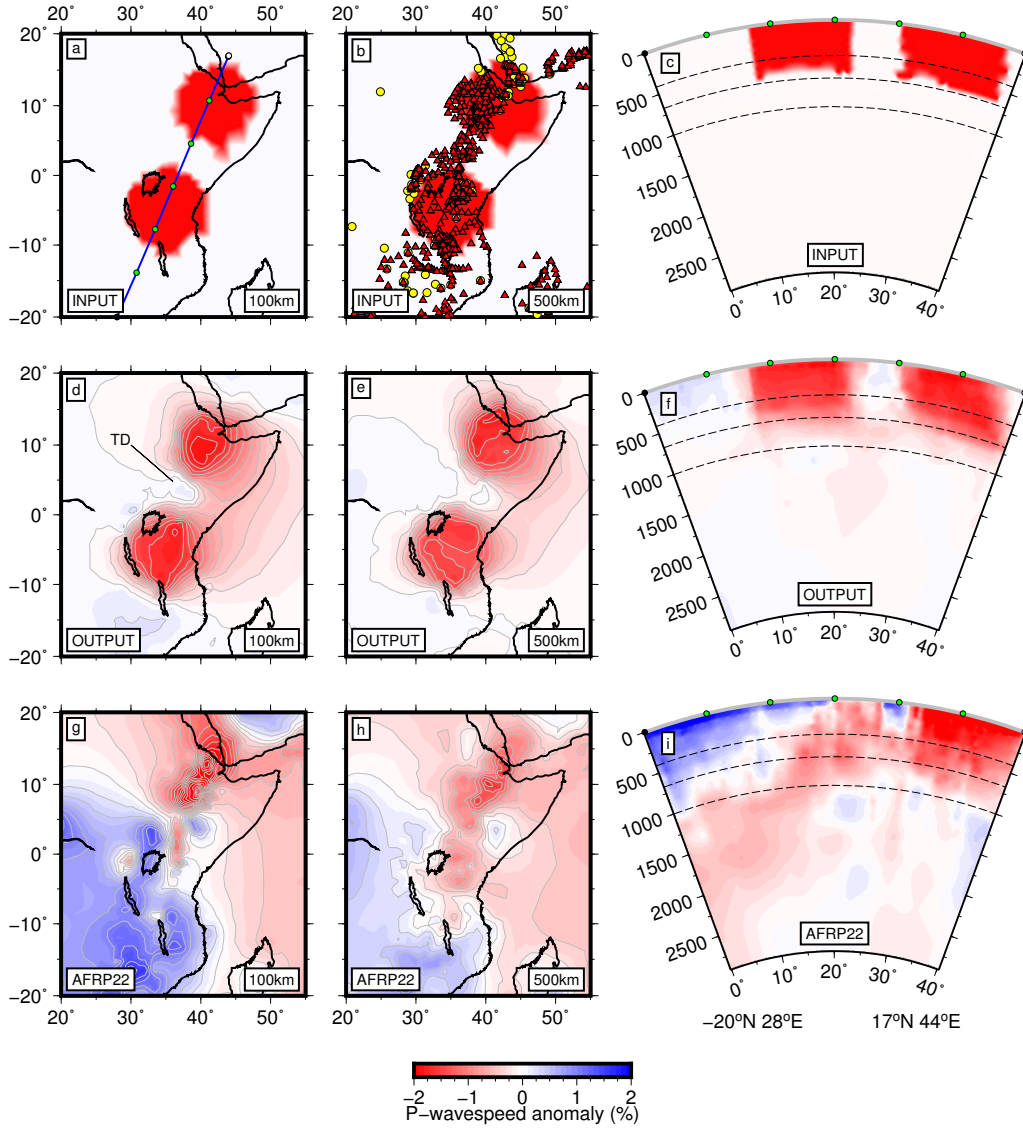 20° 30° 40° 50° 20° 30° 40° 50°
20° a b
10°
0°
−10°
−20°
INPUT 100km INPUT 500km
c
0
500
1000
1500
2000
2500
INPUT
0° 10° 20° 30° 40°
20° d e
10°
0°
−10°
−20°
TD
OUTPUT 100km OUTPUT 500km
f
0
500
1000
1500
2000
2500
OUTPUT
0° 10° 20° 30° 40°
20° g h
10°
0°
−10°
−20°
AFRP22 100km AFRP22 500km
20° 30° 40° 50° 20° 30° 40° 50°
i
0
500
1000
1500
2000
2500
AFRP22
0° 10° 20° 30° 40°
−20°N 28°E 17°N 44°E
−2 −1 0 1 2
P−wavespeed anomaly (%)